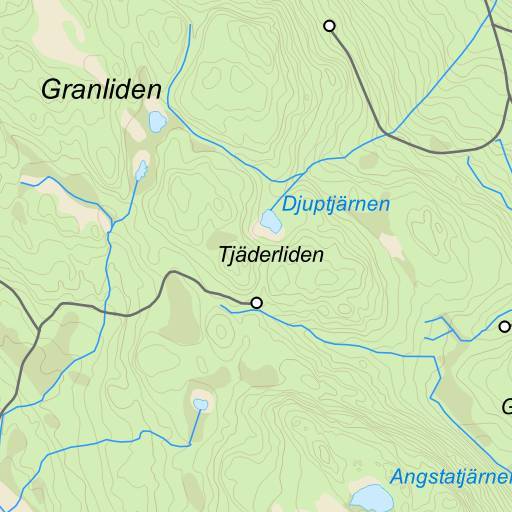 Granliden
Djuptjärnen
Tjäderliden
G
Angstatjärnen